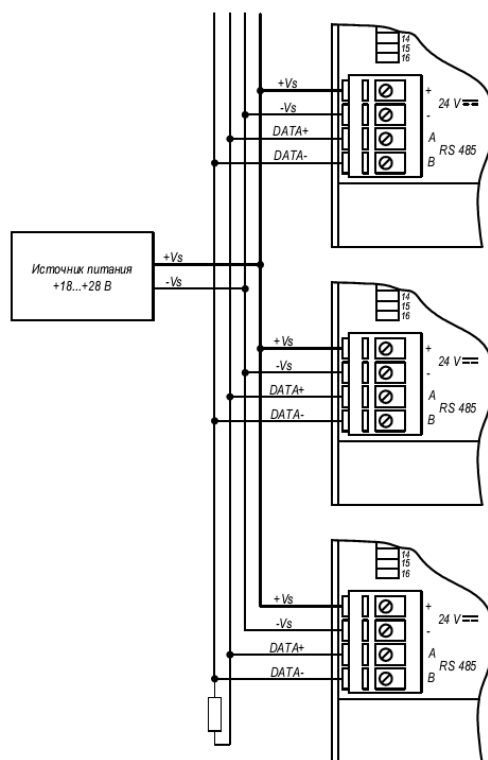 14
15
16
+Vs
+
24 V
-Vs
-
DATA+
A
RS 485
DATA-
B
Источник питания
+18...+28 В
+Vs
-Vs
14
15
16
+Vs
+
24 V
-Vs
-
DATA+
A
RS 485
DATA-
B
14
15
16
+Vs
+
24 V
-Vs
-
DATA+
A
RS 485
DATA-
B